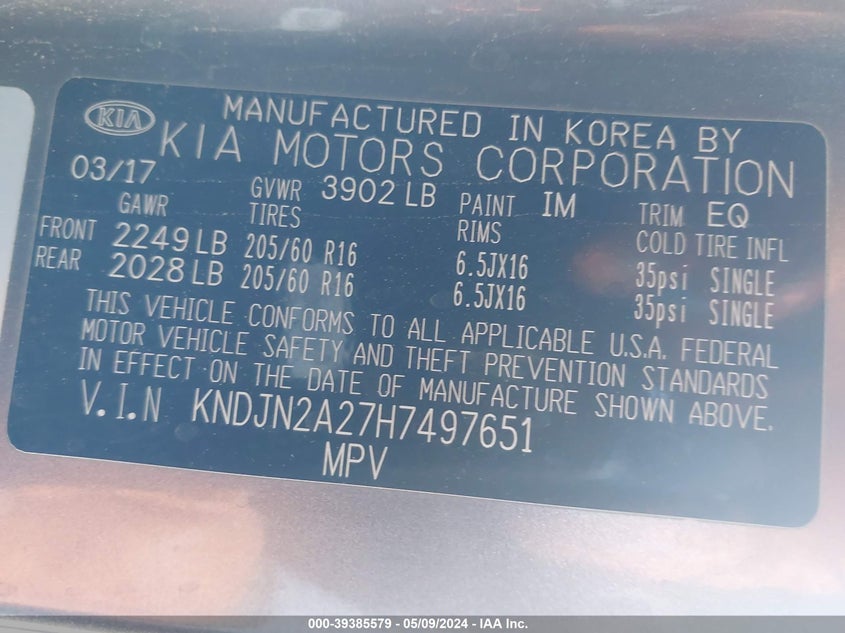 KIA
MANUFACTURED IN KOREA BY
KIA MOTORS CORPORATION
03/17 GVWR 3902 LB PAINT IM TRIM EQ
GAWR TIRES RIMS COLD TIRE INFL
FRONT 2249 LB 205/60 R16 6.5JX16 35psi SINGLE
REAR 2028 LB 205/60 R16 6.5JX16 35psi SINGLE
THIS VEHICLE CONFORMS TO ALL APPLICABLE U.S.A. FEDERAL
MOTOR VEHICLE SAFETY AND THEFT PREVENTION STANDARDS
IN EFFECT ON THE DATE OF MANUFACTURE SHOWN ABOVE.
V.I.N KNDJN2A27H7497651
MPV
000-39385579 - 05/09/2024 - IAA Inc.